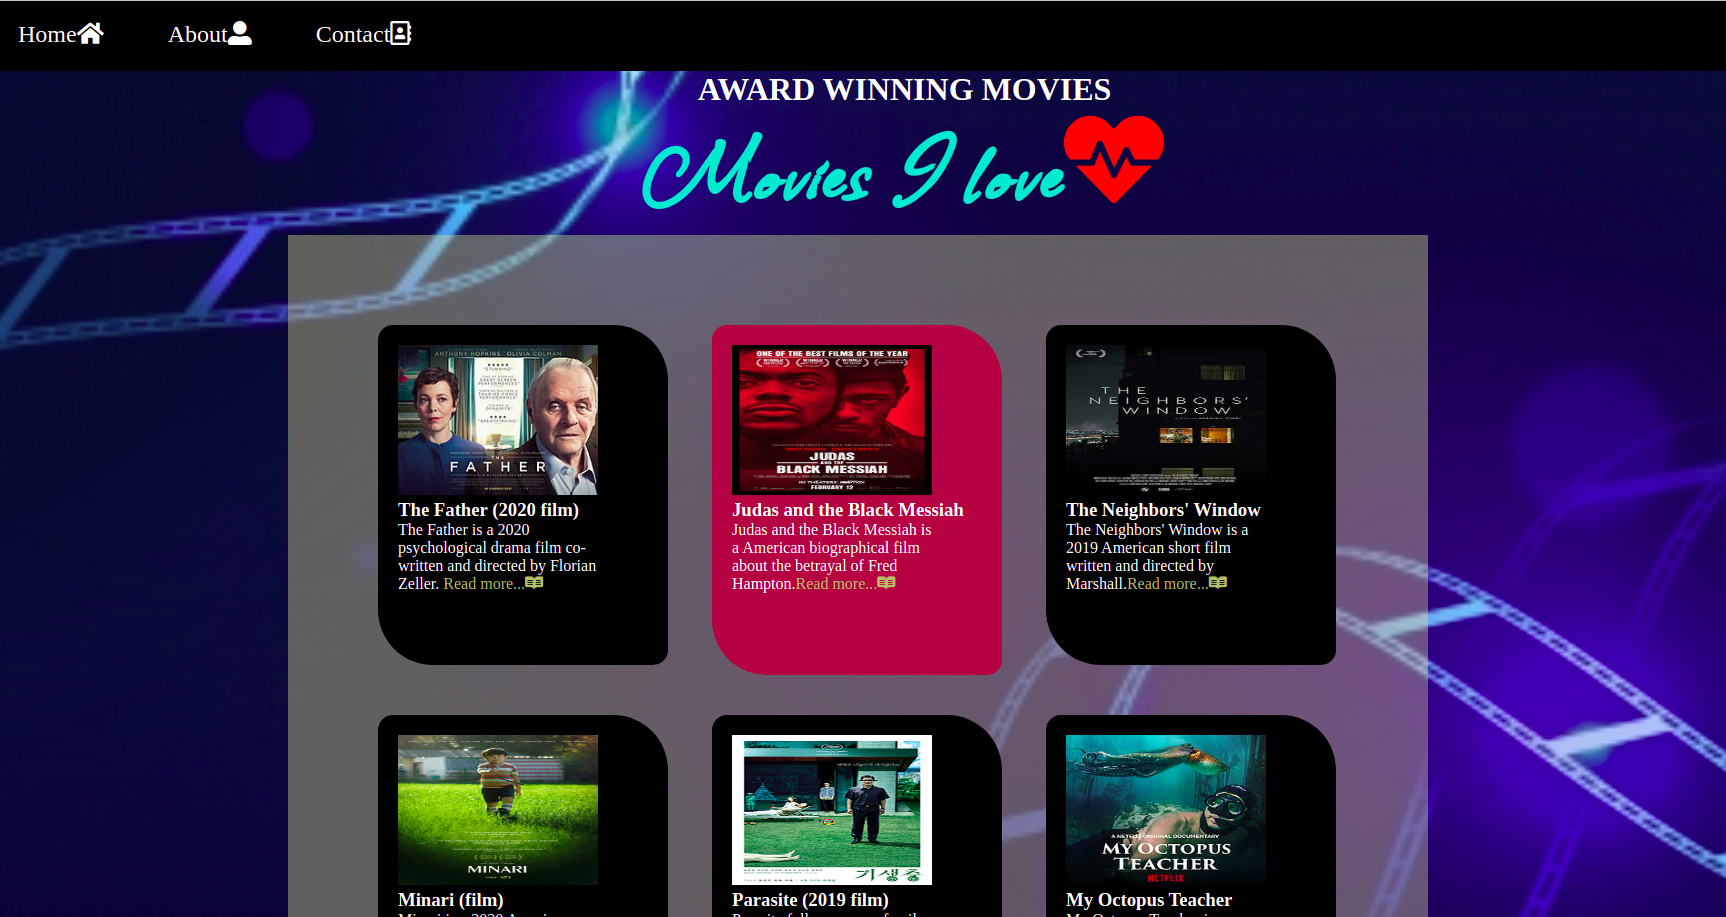 Home About Contact
AWARD WINNING MOVIES
Movies I love
ANTHONY HOPKINS OLIVIA COLMAN
"STUNNING"
THE
FATHER
The Father (2020 film)
The Father is a 2020
psychological drama film co-
written and directed by Florian
Zeller. Read more...
ONE OF THE BEST FILMS OF THE YEAR
JUDAS
AND THE
BLACK MESSIAH
FEBRUARY 12
Judas and the Black Messiah
Judas and the Black Messiah is
a American biographical film
about the betrayal of Fred
Hampton.Read more...
THE
NEIGHBORS'
WINDOW
The Neighbors' Window
The Neighbors' Window is a
2019 American short film
written and directed by
Marshall.Read more...
MINARI
Minari (film)
기생충
Parasite (2019 film)
A NETFLIX ORIGINAL DOCUMENTARY
MY OCTOPUS
TEACHER
NETFLIX
My Octopus Teacher